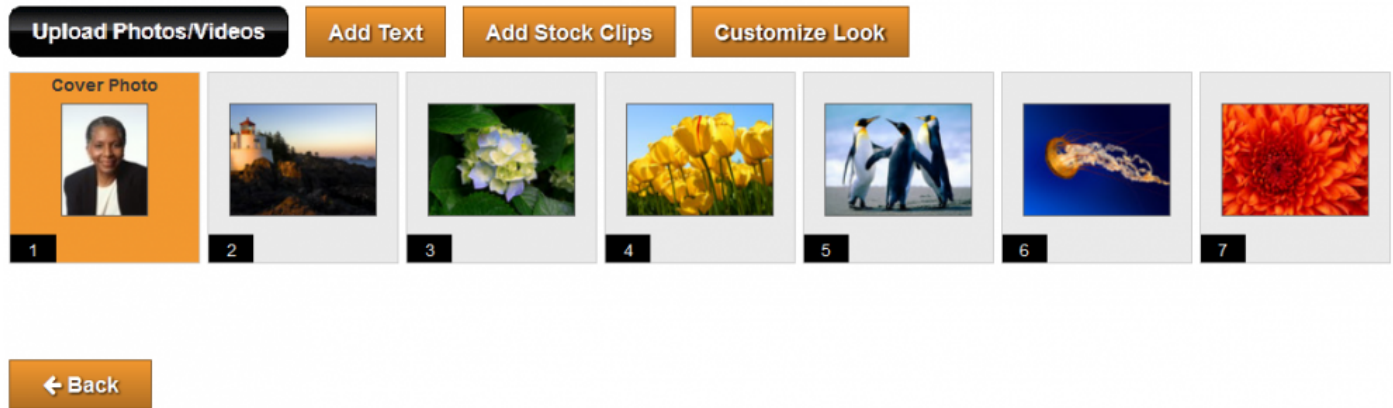 Upload Photos/Videos Add Text Add Stock Clips Customize Look
Cover Photo
1 2 3 4 5 6 7
Back